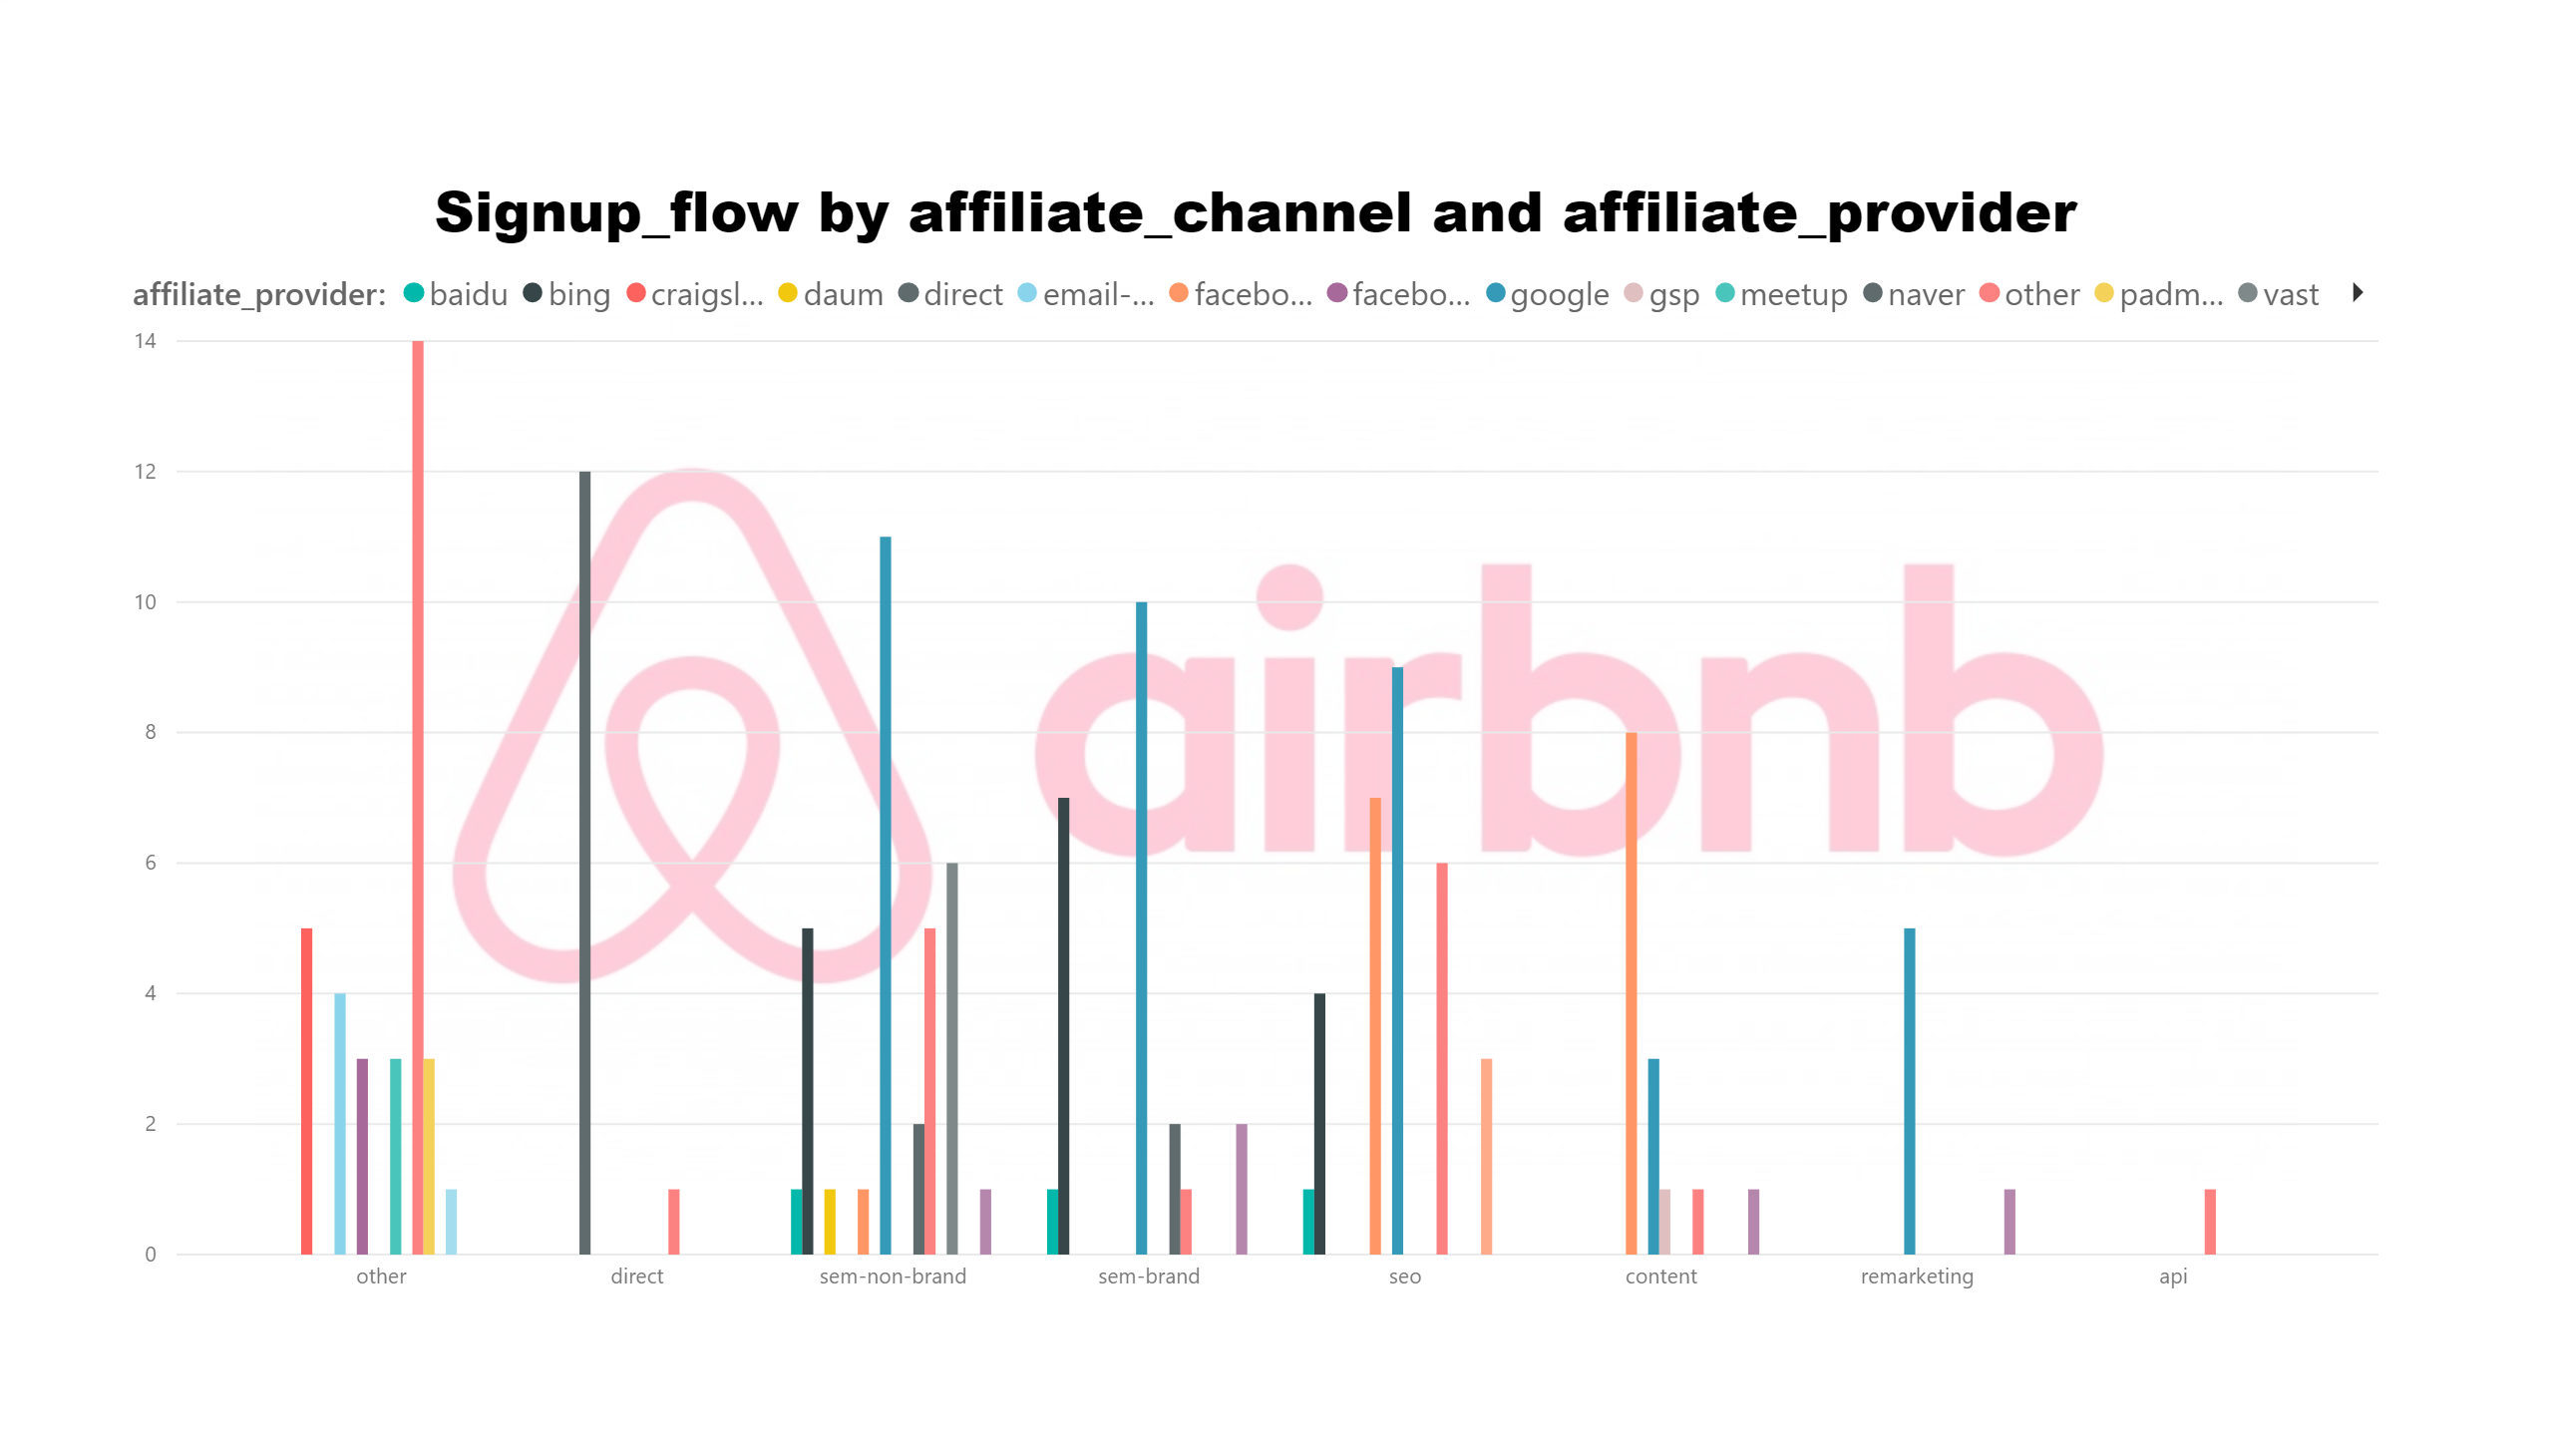 Signup_flow by affiliate_channel and affiliate_provider
affiliate_provider: baidu bing craigsl... daum direct email-... facebo... facebo... google gsp meetup naver other padm... vast
14
12
10
8
6
4
2
0
airbnb
other direct sem-non-brand sem-brand seo content remarketing api